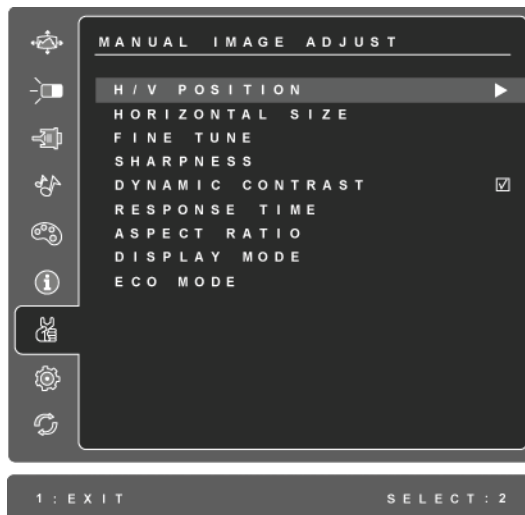 MANUAL IMAGE ADJUST
H/V POSITION
HORIZONTAL SIZE
FINE TUNE
SHARPNESS
DYNAMIC CONTRAST
RESPONSE TIME
ASPECT RATIO
DISPLAY MODE
ECO MODE
1:EXIT SELECT:2